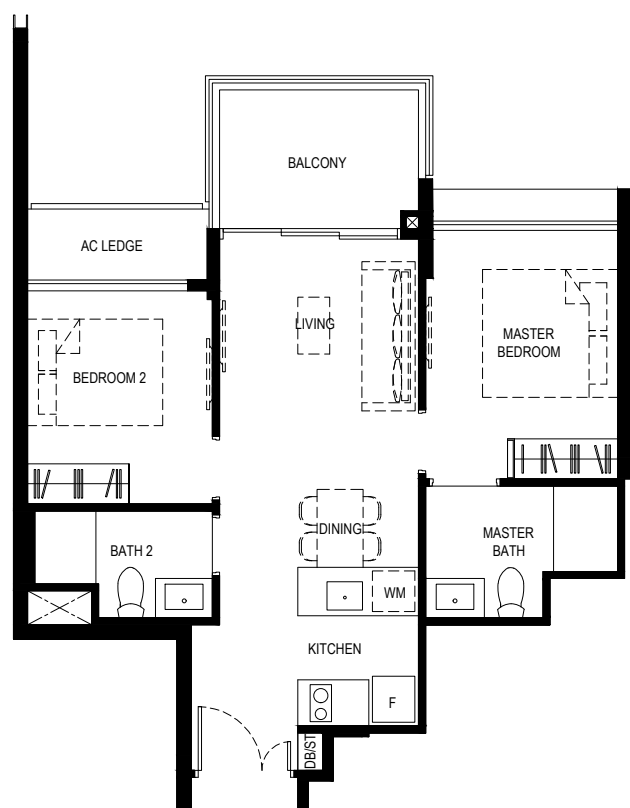 BALCONY
AC LEDGE
LIVING
MASTER
BEDROOM
BEDROOM 2
DINING
MASTER
BATH
BATH 2
WM
KITCHEN
F
DB/ST